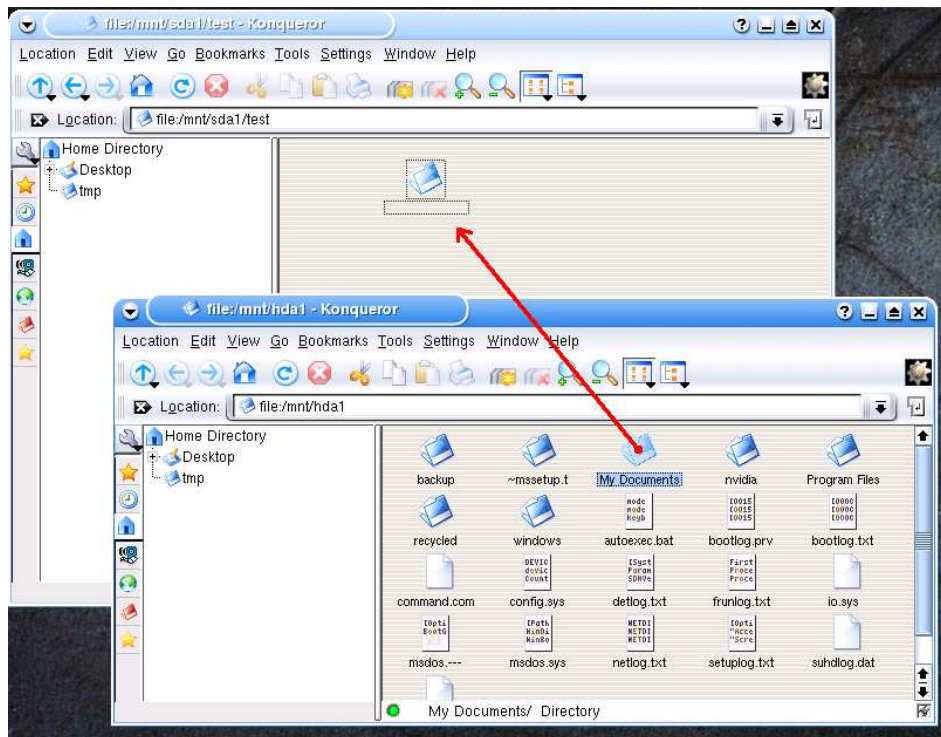 file:/mnt/sda1/test - Konqueror
Location Edit View Go Bookmarks Tools Settings Window Help
Location: file:/mnt/sda1/test
Home Directory
Desktop
tmp
file:/mnt/hda1 - Konqueror
Location Edit View Go Bookmarks Tools Settings Window Help
Location: file:/mnt/hda1
Home Directory
Desktop
tmp
backup ~mssetup.t My Documents nvidia Program Files
recycled windows autoexec.bat bootlog.prv bootlog.txt
command.com config.sys detlog.txt frunlog.txt io.sys
msdos.--- msdos.sys netlog.txt setuplog.txt suhdlog.dat
My Documents/ Directory